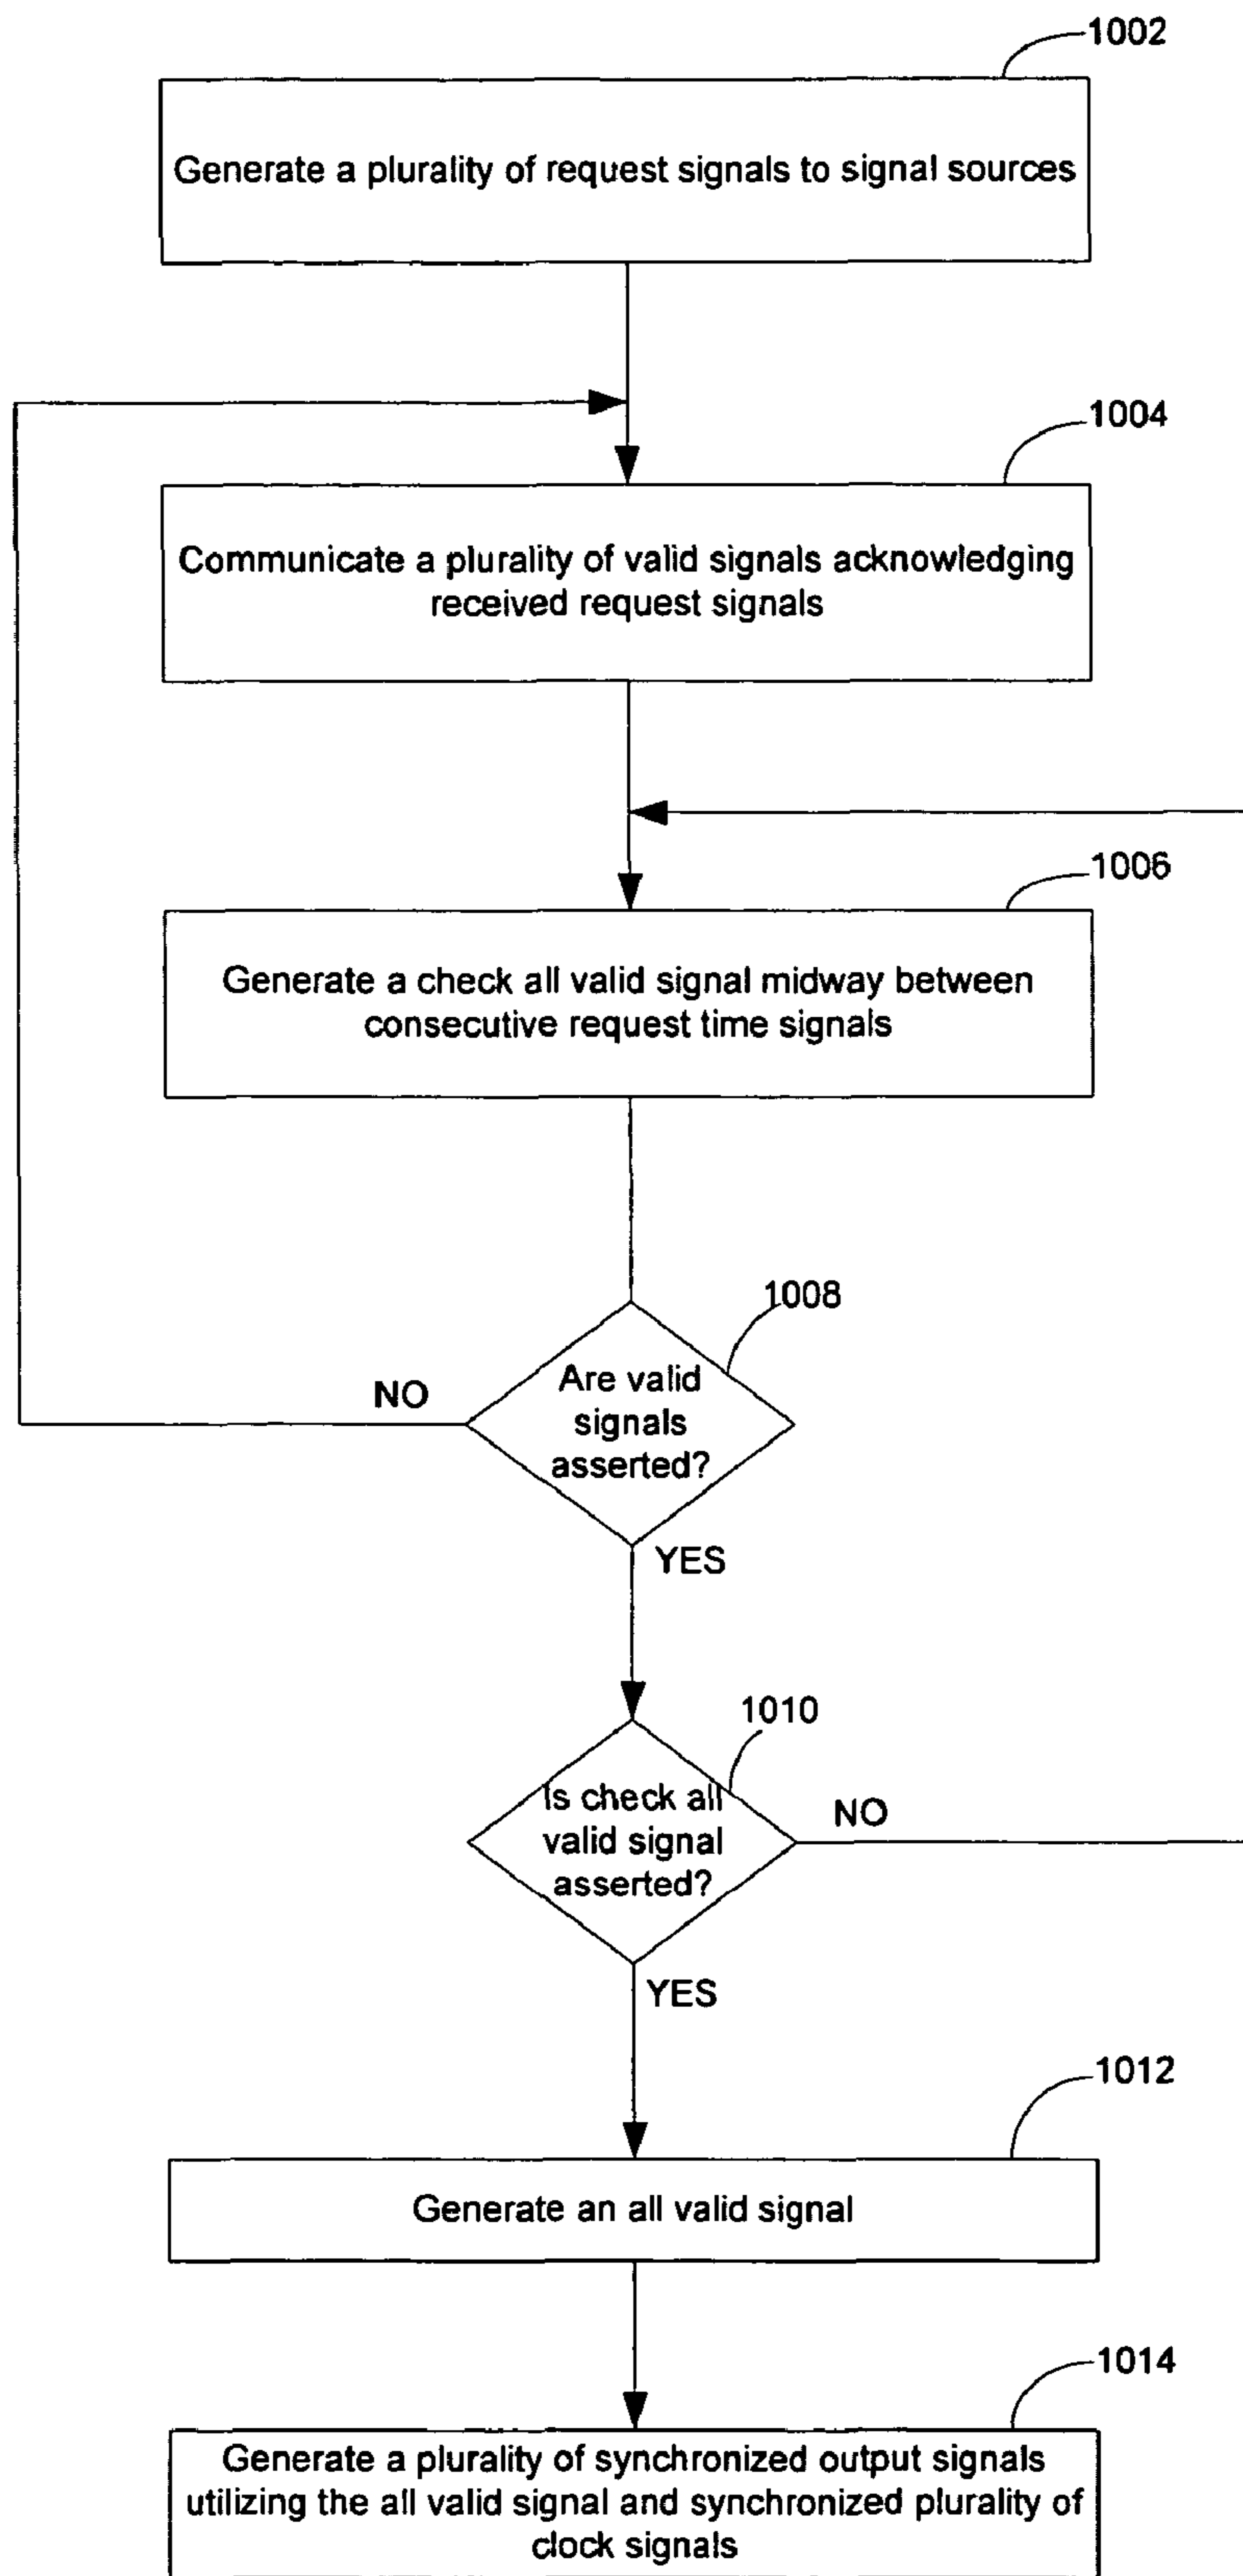 1002
Generate a plurality of request signals to signal sources
1004
Communicate a plurality of valid signals acknowledging
received request signals
1006
Generate a check all valid signal midway between
consecutive request time signals
1008
Are valid
signals
asserted?
NO
YES
1010
Is check all
valid signal
asserted?
NO
YES
1012
Generate an all valid signal
1014
Generate a plurality of synchronized output signals
utilizing the all valid signal and synchronized plurality of
clock signals